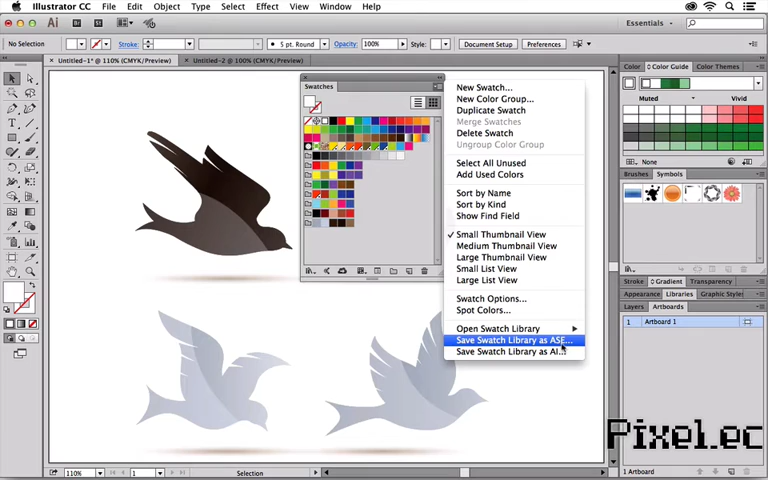 Illustrator CC File Edit Object Type Select Effect View Window Help
Ai Br St Essentials
No Selection Stroke: 5 pt. Round Opacity: 100% Style: Document Setup Preferences
Untitled-1* @ 110% (CMYK/Preview) Untitled-2 @ 100% (CMYK/Preview)
Swatches
New Swatch...
New Color Group...
Duplicate Swatch
Merge Swatches
Delete Swatch
Ungroup Color Group
Select All Unused
Add Used Colors
Sort by Name
Sort by Kind
Show Find Field
Small Thumbnail View
Medium Thumbnail View
Large Thumbnail View
Small List View
Large List View
Swatch Options...
Spot Colors...
Open Swatch Library
Save Swatch Library as ASE...
Save Swatch Library as AI...
Color Color Guide Color Themes
Muted Vivid
None
Brushes Symbols
Stroke Gradient Transparency
Appearance Libraries Graphic Styles
Layers Artboards
1 Artboard 1
Pixel.ec
1 Artboard
110% 1 Selection